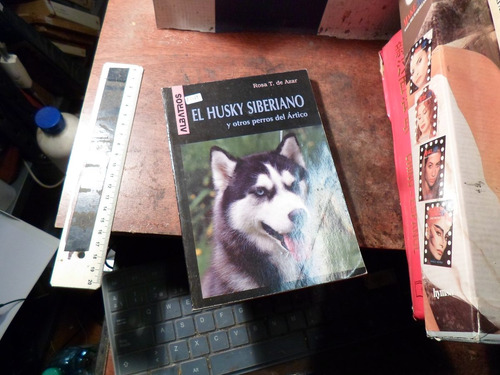 Rosa T. de Azar
ALBATROS
EL HUSKY SIBERIANO
y otros perros del Ártico